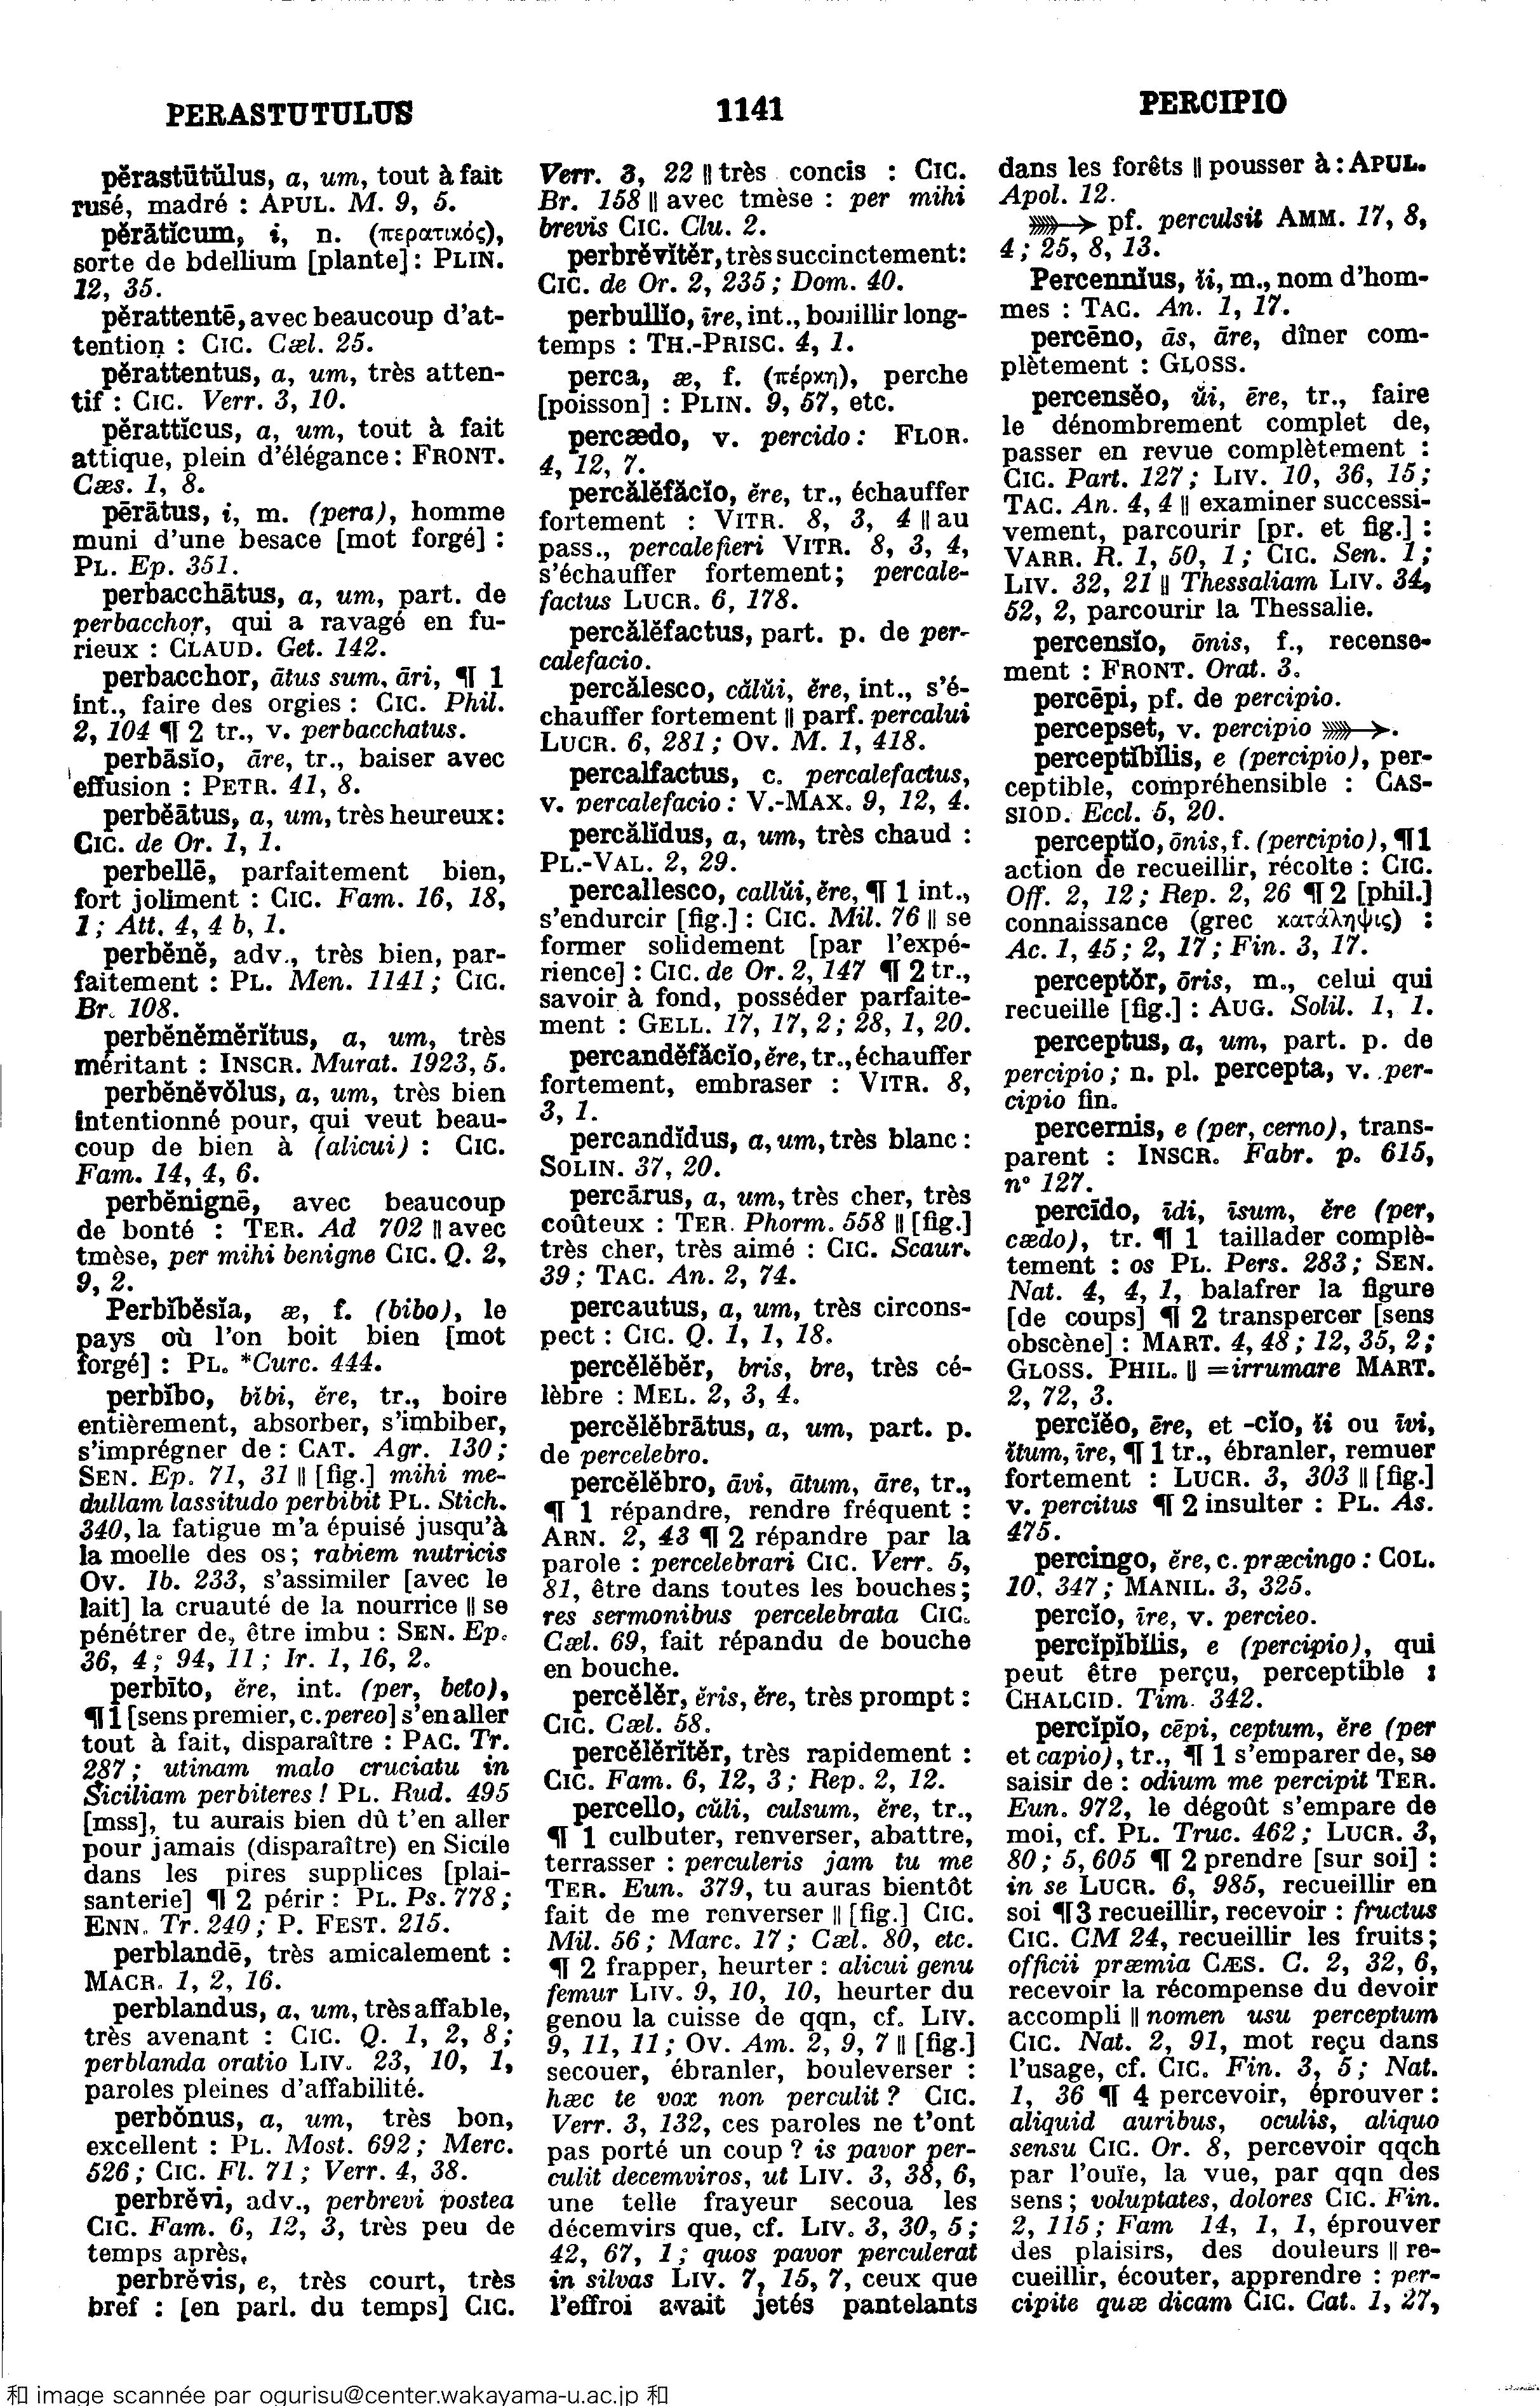 PERASTUTULUS
1141
PERCIPIO
pĕrastūtŭlus, a, um, tout à fait
rusé, madré : APUL. M. 9, 5.
pĕrātĭcum, i, n. (περατικός),
sorte de bdellium [plante] : PLIN.
12, 35.
pĕrattentē, avec beaucoup d'at-
tention : CIC. Cæl. 25.
pĕrattentus, a, um, très atten-
tif : CIC. Verr. 3, 10.
pĕrattĭcus, a, um, tout à fait
attique, plein d'élégance : FRONT.
Cæs. 1, 8.
pērātus, i, m. (pera), homme
muni d'une besace [mot forgé] :
PL. Ep. 351.
perbacchātus, a, um, part. de
perbacchor, qui a ravagé en fu-
rieux : CLAUD. Get. 142.
perbacchor, ātus sum, āri, ¶ 1
int., faire des orgies : CIC. Phil.
2, 104 ¶ 2 tr., v. perbacchatus.
perbāsĭo, āre, tr., baiser avec
effusion : PETR. 41, 8.
perbĕātus, a, um, très heureux :
CIC. de Or. 1, 1.
perbellē, parfaitement bien,
fort joliment : CIC. Fam. 16, 18,
1; Att. 4, 4 b, 1.
perbĕnĕ, adv., très bien, par-
faitement : PL. Men. 1141; CIC.
Br. 108.
perbĕnĕmĕrĭtus, a, um, très
méritant : INSCR. Murat. 1923, 5.
perbĕnĕvŏlus, a, um, très bien
intentionné pour, qui veut beau-
coup de bien à (alicui) : CIC.
Fam. 14, 4, 6.
perbĕnignē, avec beaucoup
de bonté : TER. Ad 702 || avec
tmèse, per mihi benigne CIC. Q. 2,
9, 2.
Perbĭbĕsĭa, æ, f. (bibo), le
pays où l'on boit bien [mot
forgé] : PL. *Curc. 444.
perbĭbo, bĭbi, ĕre, tr., boire
entièrement, absorber, s'imbiber,
s'imprégner de : CAT. Agr. 130;
SEN. Ep. 71, 31 || [fig.] mihi me-
dullam lassitudo perbibit PL. Stich.
340, la fatigue m'a épuisé jusqu'à
la moelle des os; rabiem nutricis
OV. Ib. 233, s'assimiler [avec le
lait] la cruauté de la nourrice || se
pénétrer de, être imbu : SEN. Ep.
36, 4; 94, 11; Ir. 1, 16, 2.
perbīto, ĕre, int. (per, beto),
¶ 1 [sens premier, c. pereo] s'en aller
tout à fait, disparaître : PAC. Tr.
287; utinam malo cruciatu in
Siciliam perbiteres! PL. Rud. 495
[mss], tu aurais bien dû t'en aller
pour jamais (disparaître) en Sicile
dans les pires supplices [plai-
santerie] ¶ 2 périr : PL. Ps. 778;
ENN. Tr. 240; P. FEST. 215.
perblandē, très amicalement :
MACR. 1, 2, 16.
perblandus, a, um, très affable,
très avenant : CIC. Q. 1, 2, 8;
perblanda oratio LIV. 23, 10, 1,
paroles pleines d'affabilité.
perbŏnus, a, um, très bon,
excellent : PL. Most. 692; Merc.
526; CIC. Fl. 71; Verr. 4, 38.
perbrĕvi, adv., perbrevi postea
CIC. Fam. 6, 12, 3, très peu de
temps après.
perbrĕvis, e, très court, très
bref : [en parl. du temps] CIC.
Verr. 3, 22 || très concis : CIC.
Br. 158 || avec tmèse : per mihi
brevis CIC. Clu. 2.
perbrĕvĭtĕr, très succinctement :
CIC. de Or. 2, 235; Dom. 40.
perbullĭo, īre, int., bouillir long-
temps : TH.-PRISC. 4, 1.
perca, æ, f. (πέρκη), perche
[poisson] : PLIN. 9, 57, etc.
percædo, v. percido : FLOR.
4, 12, 7.
percălĕfăcĭo, ĕre, tr., échauffer
fortement : VITR. 8, 3, 4 || au
pass., percalefieri VITR. 8, 3, 4,
s'échauffer fortement; percale-
factus LUCR. 6, 178.
percălĕfactus, part. p. de per-
calefacio.
percălesco, călŭi, ĕre, int., s'é-
chauffer fortement || parf. percalui
LUCR. 6, 281; OV. M. 1, 418.
percalfactus, c. percalefactus,
v. percalefacio : V.-MAX. 9, 12, 4.
percălĭdus, a, um, très chaud :
PL.-VAL. 2, 29.
percallesco, callŭi, ĕre, ¶ 1 int.,
s'endurcir [fig.] : CIC. Mil. 76 || se
former solidement [par l'expé-
rience] : CIC. de Or. 2, 147 ¶ 2 tr.,
savoir à fond, posséder parfaite-
ment : GELL. 17, 17, 2; 28, 1, 20.
percandĕfăcĭo, ĕre, tr., échauffer
fortement, embraser : VITR. 8,
3, 1.
percandĭdus, a, um, très blanc :
SOLIN. 37, 20.
percārus, a, um, très cher, très
coûteux : TER. Phorm. 558 || [fig.]
très cher, très aimé : CIC. Scaur.
39; TAC. An. 2, 74.
percautus, a, um, très circons-
pect : CIC. Q. 1, 1, 18.
percĕlĕbĕr, bris, bre, très cé-
lèbre : MEL. 2, 3, 4.
percĕlĕbrātus, a, um, part. p.
de percelebro.
percĕlĕbro, āvi, ātum, āre, tr.,
¶ 1 répandre, rendre fréquent :
ARN. 2, 43 ¶ 2 répandre par la
parole : percelebrari CIC. Verr. 5,
81, être dans toutes les bouches;
res sermonibus percelebrata CIC.
Cæl. 69, fait répandu de bouche
en bouche.
percĕlĕr, ĕris, ĕre, très prompt :
CIC. Cæl. 58.
percĕlĕrĭtĕr, très rapidement :
CIC. Fam. 6, 12, 3; Rep. 2, 12.
percello, cŭli, culsum, ĕre, tr.,
¶ 1 culbuter, renverser, abattre,
terrasser : perculeris jam tu me
TER. Eun. 379, tu auras bientôt
fait de me renverser || [fig.] CIC.
Mil. 56; Marc. 17; Cæl. 80, etc.
¶ 2 frapper, heurter : alicui genu
femur LIV. 9, 10, 10, heurter du
genou la cuisse de qqn, cf. LIV.
9, 11, 11; OV. Am. 2, 9, 7 || [fig.]
secouer, ébranler, bouleverser :
hæc te vox non perculit? CIC.
Verr. 3, 132, ces paroles ne t'ont
pas porté un coup? is pavor per-
culit decemviros, ut LIV. 3, 38, 6,
une telle frayeur secoua les
décemvirs que, cf. LIV. 3, 30, 5;
42, 67, 1; quos pavor perculerat
in silvas LIV. 7, 15, 7, ceux que
l'effroi avait jetés pantelants
dans les forêts || pousser à : APUL.
Apol. 12.
⟫→ pf. perculsit AMM. 17, 8,
4; 25, 8, 13.
Percennĭus, ĭi, m., nom d'hom-
mes : TAC. An. 1, 17.
percēno, ās, āre, dîner com-
plètement : GLOSS.
percensĕo, ŭi, ēre, tr., faire
le dénombrement complet de,
passer en revue complètement :
CIC. Part. 127; LIV. 10, 36, 15;
TAC. An. 4, 4 || examiner successi-
vement, parcourir [pr. et fig.] :
VARR. R. 1, 50, 1; CIC. Sen. 1;
LIV. 32, 21 || Thessaliam LIV. 34,
52, 2, parcourir la Thessalie.
percensĭo, ōnis, f., recense-
ment : FRONT. Orat. 3.
percēpi, pf. de percipio.
percepset, v. percipio ⟫→.
perceptĭbĭlis, e (percipio), per-
ceptible, compréhensible : CAS-
SIOD. Eccl. 5, 20.
perceptĭo, ōnis, f. (percipio), ¶ 1
action de recueillir, récolte : CIC.
Off. 2, 12; Rep. 2, 26 ¶ 2 [phil.]
connaissance (grec κατάληψις) :
Ac. 1, 45; 2, 17; Fin. 3, 17.
perceptŏr, ōris, m., celui qui
recueille [fig.] : AUG. Solil. 1, 1.
perceptus, a, um, part. p. de
percipio; n. pl. percepta, v. per-
cipio fin.
percernis, e (per, cerno), trans-
parent : INSCR. Fabr. p. 615,
n° 127.
percīdo, īdi, īsum, ĕre (per,
cædo), tr. ¶ 1 taillader complè-
tement : os PL. Pers. 283; SEN.
Nat. 4, 4, 1, balafrer la figure
[de coups] ¶ 2 transpercer [sens
obscène] : MART. 4, 48; 12, 35, 2;
GLOSS. PHIL. || =irrumare MART.
2, 72, 3.
percĭĕo, ēre, et -cĭo, ĭi ou īvi,
ĭtum, īre, ¶ 1 tr., ébranler, remuer
fortement : LUCR. 3, 303 || [fig.]
v. percitus ¶ 2 insulter : PL. As.
475.
percingo, ĕre, c. præcingo : COL.
10, 347; MANIL. 3, 325.
percĭo, īre, v. percieo.
percĭpĭbĭlis, e (percipio), qui
peut être perçu, perceptible :
CHALCID. Tim. 342.
percĭpĭo, cēpi, ceptum, ĕre (per
et capio), tr., ¶ 1 s'emparer de, se
saisir de : odium me percipit TER.
Eun. 972, le dégoût s'empare de
moi, cf. PL. Truc. 462; LUCR. 3,
80; 5, 605 ¶ 2 prendre [sur soi] :
in se LUCR. 6, 985, recueillir en
soi ¶ 3 recueillir, recevoir : fructus
CIC. CM 24, recueillir les fruits;
officii præmia CÆS. C. 2, 32, 6,
recevoir la récompense du devoir
accompli || nomen usu perceptum
CIC. Nat. 2, 91, mot reçu dans
l'usage, cf. CIC. Fin. 3, 5; Nat.
1, 36 ¶ 4 percevoir, éprouver :
aliquid auribus, oculis, aliquo
sensu CIC. Or. 8, percevoir qqch
par l'ouïe, la vue, par qqn des
sens; voluptates, dolores CIC. Fin.
2, 115; Fam 14, 1, 1, éprouver
des plaisirs, des douleurs || re-
cueillir, écouter, apprendre : per-
cipite quæ dicam CIC. Cat. 1, 27,
和 image scannée par ogurisu@center.wakayama-u.ac.jp 和